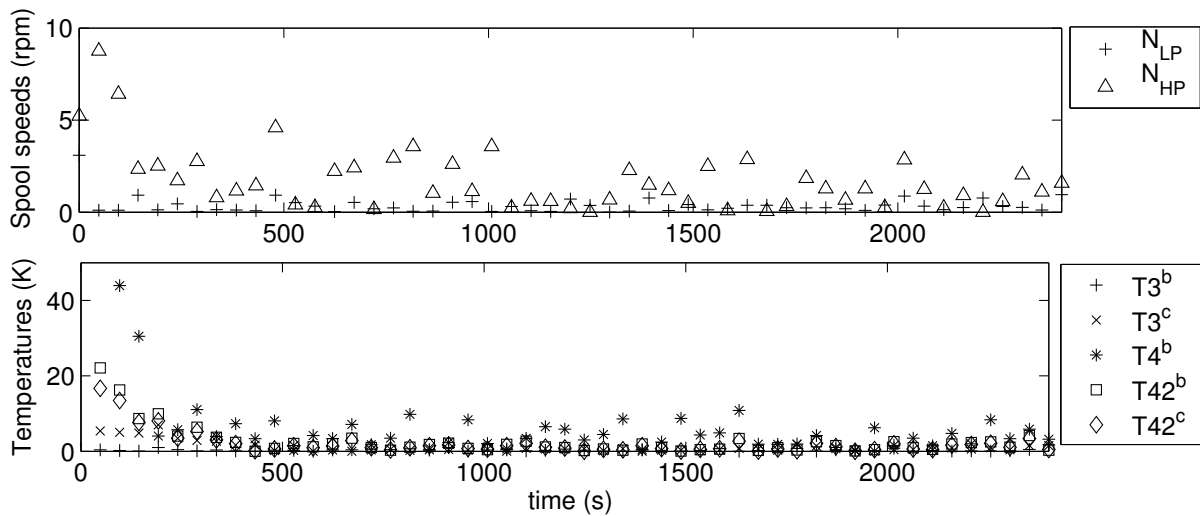 10
5
0
Spool speeds (rpm)
0 500 1000 1500 2000
N_LP
N_HP
40
20
0
Temperatures (K)
0 500 1000 1500 2000
time (s)
T3^b
T3^c
T4^b
T42^b
T42^c